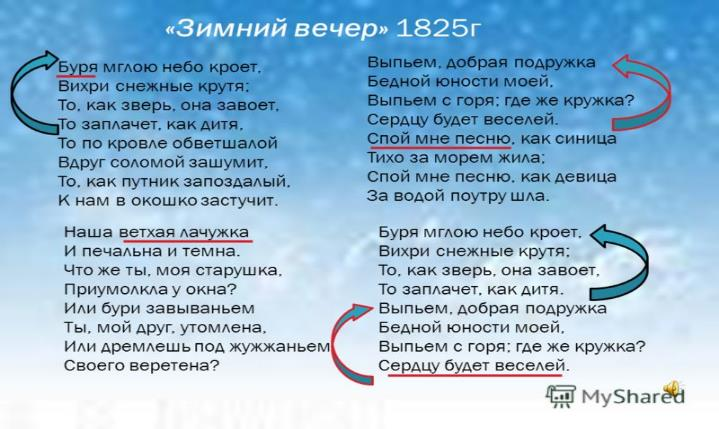 «Зимний вечер» 1825г
Буря мглою небо кроет,
Вихри снежные крутя;
То, как зверь, она завоет,
То заплачет, как дитя,
То по кровле обветшалой
Вдруг соломой зашумит,
То, как путник запоздалый,
К нам в окошко застучит.
Наша ветхая лачужка
И печальна и темна.
Что же ты, моя старушка,
Приумолкла у окна?
Или бури завываньем
Ты, мой друг, утомлена,
Или дремлешь под жужжаньем
Своего веретена?
Выпьем, добрая подружка
Бедной юности моей,
Выпьем с горя; где же кружка?
Сердцу будет веселей.
Спой мне песню, как синица
Тихо за морем жила;
Спой мне песню, как девица
За водой поутру шла.
Буря мглою небо кроет,
Вихри снежные крутя;
То, как зверь, она завоет,
То заплачет, как дитя.
Выпьем, добрая подружка
Бедной юности моей,
Выпьем с горя; где же кружка?
Сердцу будет веселей.
MyShared